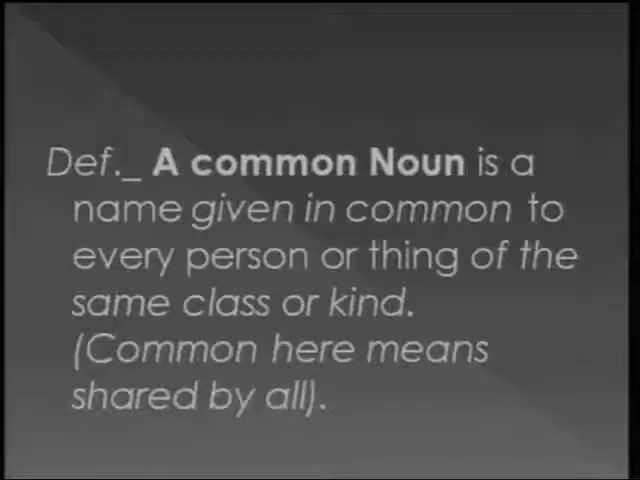 Def._ A common Noun is a
name given in common to
every person or thing of the
same class or kind.
(Common here means
shared by all).